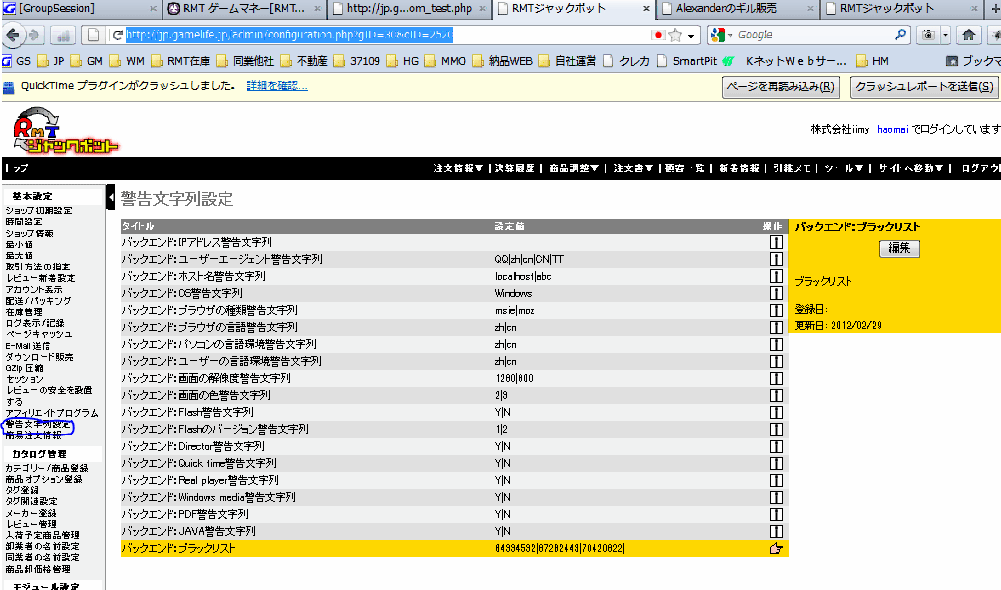 [GroupSession]
RMT ゲームマネー[RMT...
http://jp.g...om_test.php
RMTジャックポット
Alexanderのギル販売
RMTジャックポット
Google
GS
JP
GM
WM
RMT在庫
同業他社
不動産
37109
HG
MMO
納品WEB
自社運営
クレカ
SmartPit
KネットWebサー...
HM
ブックマ
QuickTime プラグインがクラッシュしました。 詳細を確認...
ページを再読み込み(R)
クラッシュレポートを送信(S)
RMT
ジャックポット
株式会社iimy haomai でログインしています
トップ
注文情報▼ | 決算履歴 | 商品調整▼ | 注文書▼ | 顧客一覧 | 新着情報 | 引継メモ | ツール▼ | サイトへ移動▼ | ログアウ
基本設定
ショップ初期設定
時間設定
ショップ情報
最小値
最大値
取引方法の指定
レビュー新着設定
アカウント表示
配送/パッキング
在庫管理
ログ表示/記録
ページキャッシュ
E-Mail 送信
ダウンロード販売
GZip 圧縮
セッション
レビューの安全を設置
する
アフィリエイトプログラム
警告文字列設定
簡易注文情報
カタログ管理
カテゴリー/商品登録
商品オプション登録
タグ登録
タグ関連設定
メーカー登録
レビュー管理
入荷予定商品管理
卸業者の名前設定
同業者の名前設定
商品卸価格管理
モジュール設定
警告文字列設定
タイトル 設定値 操作
バックエンド:IPアドレス警告文字列
バックエンド:ユーザーエージェント警告文字列 QQ|zh|cn|CN|TT
バックエンド:ホスト名警告文字列 localhost|abc
バックエンド:OS警告文字列 Windows
バックエンド:ブラウザの種類警告文字列 msie|moz
バックエンド:ブラウザの言語警告文字列 zh|cn
バックエンド:パソコンの言語環境警告文字列 zh|cn
バックエンド:ユーザーの言語環境警告文字列 zh|cn
バックエンド:画面の解像度警告文字列 1280|800
バックエンド:画面の色警告文字列 2|3
バックエンド:Flash警告文字列 Y|N
バックエンド:Flashのバージョン警告文字列 1|2
バックエンド:Director警告文字列 Y|N
バックエンド:Quick time警告文字列 Y|N
バックエンド:Real player警告文字列 Y|N
バックエンド:Windows media警告文字列 Y|N
バックエンド:PDF警告文字列 Y|N
バックエンド:JAVA警告文字列 Y|N
バックエンド:ブラックリスト
バックエンド:ブラックリスト
編集
ブラックリスト
登録日:
更新日: 2012/02/29